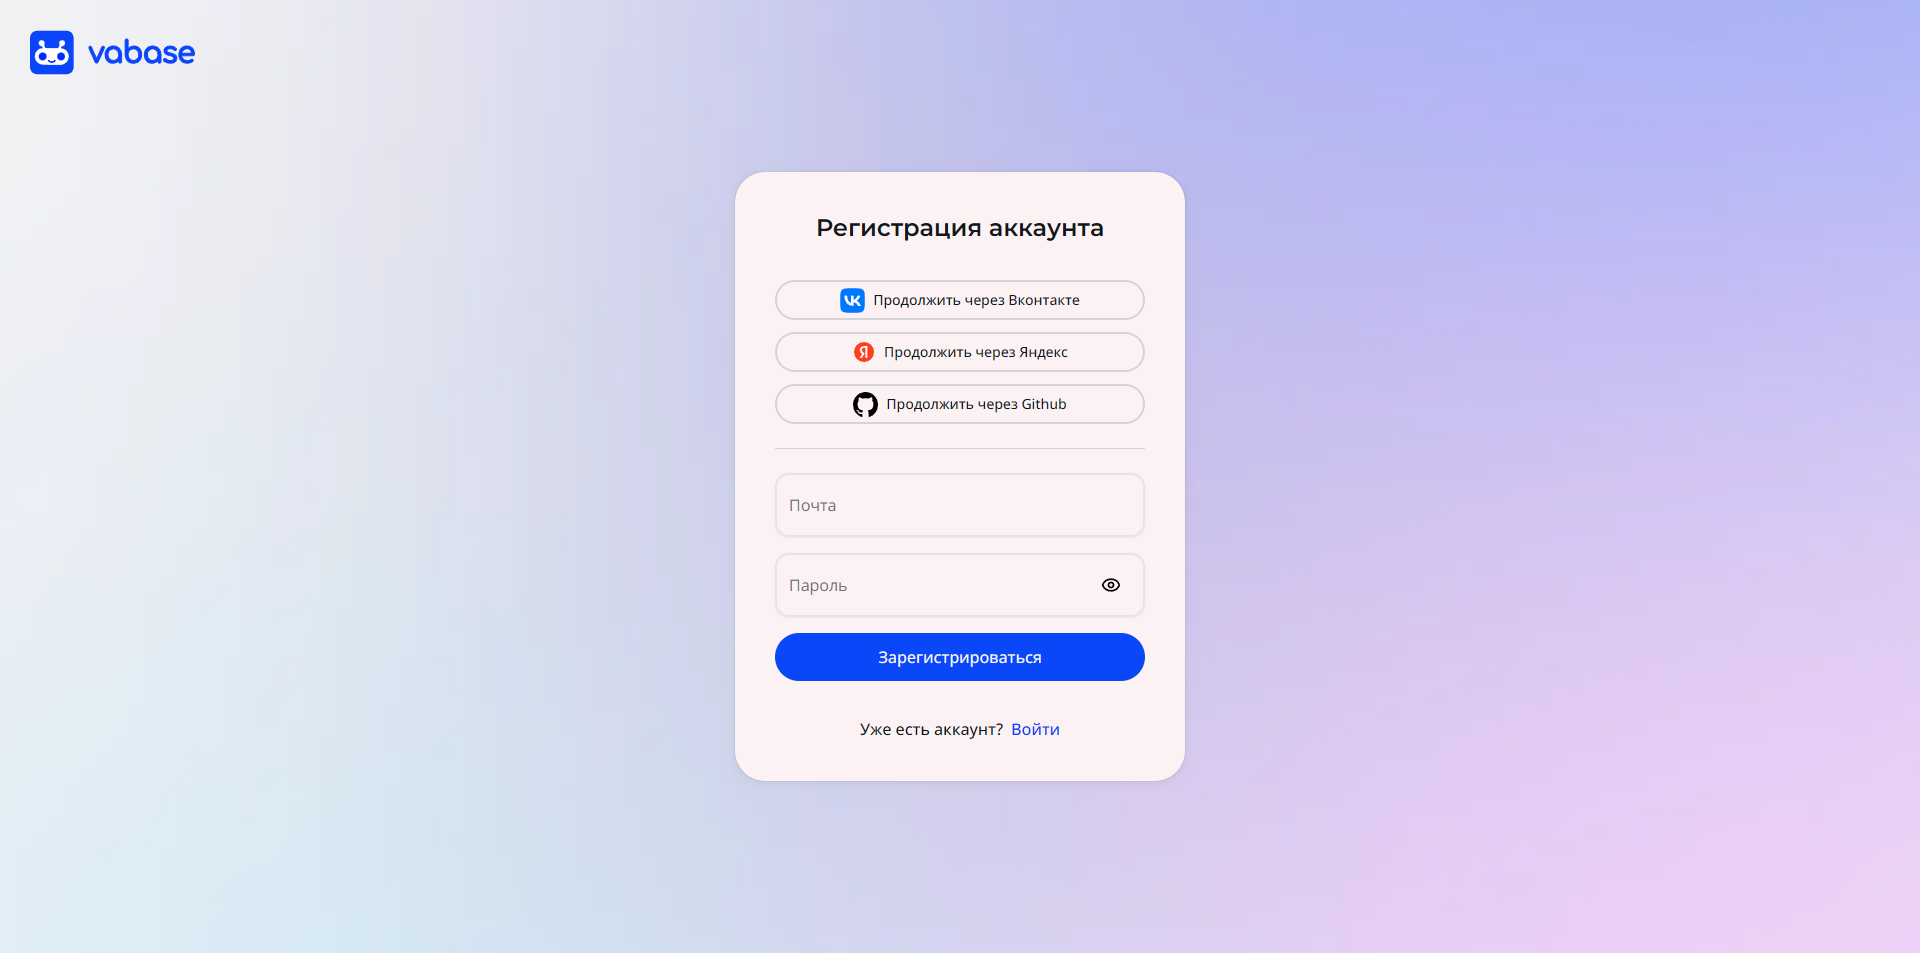 vabase
Регистрация аккаунта
Продолжить через Вконтакте
Продолжить через Яндекс
Продолжить через Github
Почта
Пароль
Зарегистрироваться
Уже есть аккаунт? Войти